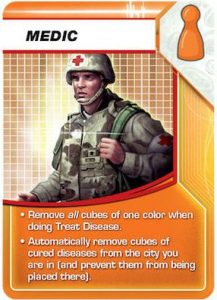 MEDIC
• Remove all cubes of one color when
doing Treat Disease.
• Automatically remove cubes of
cured diseases from the city you
are in (and prevent them from being
placed there).